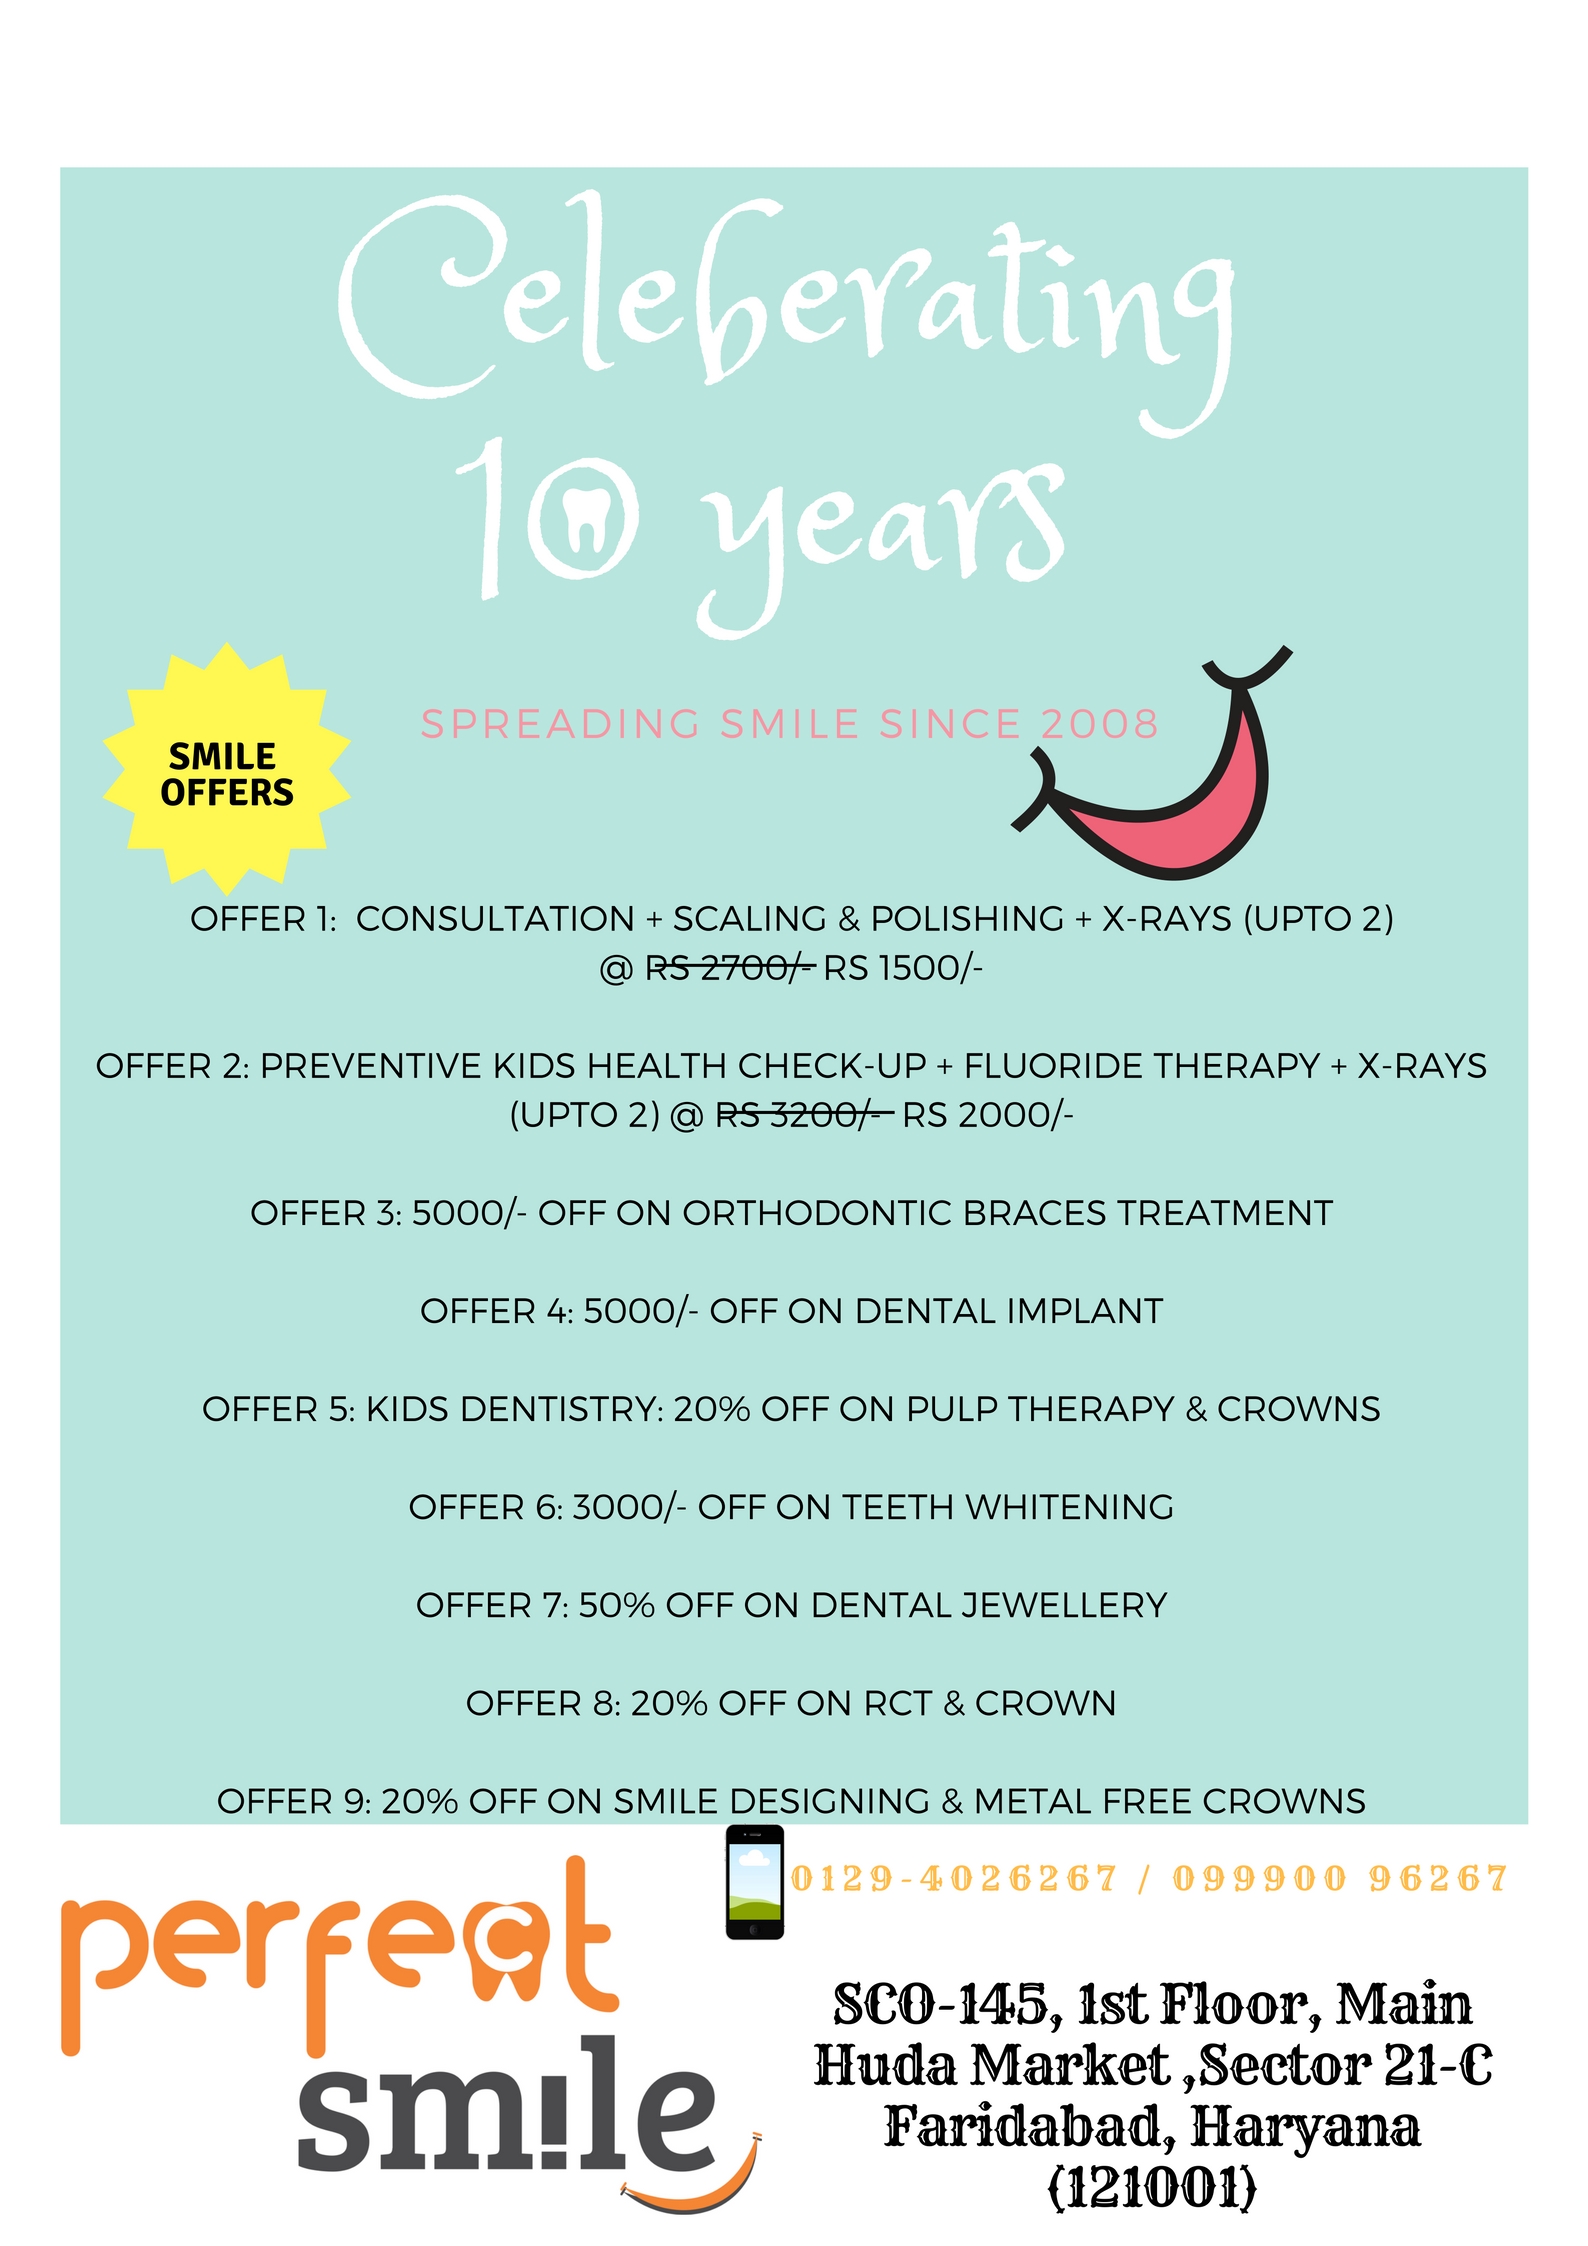 Celeberating
10 years
SPREADING SMILE SINCE 2008
SMILE
OFFERS
OFFER 1:  CONSULTATION + SCALING & POLISHING + X-RAYS (UPTO 2)
@ RS 2700/- RS 1500/-
OFFER 2: PREVENTIVE KIDS HEALTH CHECK-UP + FLUORIDE THERAPY + X-RAYS
(UPTO 2) @ RS 3200/- RS 2000/-
OFFER 3: 5000/- OFF ON ORTHODONTIC BRACES TREATMENT
OFFER 4: 5000/- OFF ON DENTAL IMPLANT
OFFER 5: KIDS DENTISTRY: 20% OFF ON PULP THERAPY & CROWNS
OFFER 6: 3000/- OFF ON TEETH WHITENING
OFFER 7: 50% OFF ON DENTAL JEWELLERY
OFFER 8: 20% OFF ON RCT & CROWN
OFFER 9: 20% OFF ON SMILE DESIGNING & METAL FREE CROWNS
0129-4026267 / 099900 96267
perfect
smile
SCO-145, 1st Floor, Main
Huda Market ,Sector 21-C
Faridabad, Haryana
(121001)